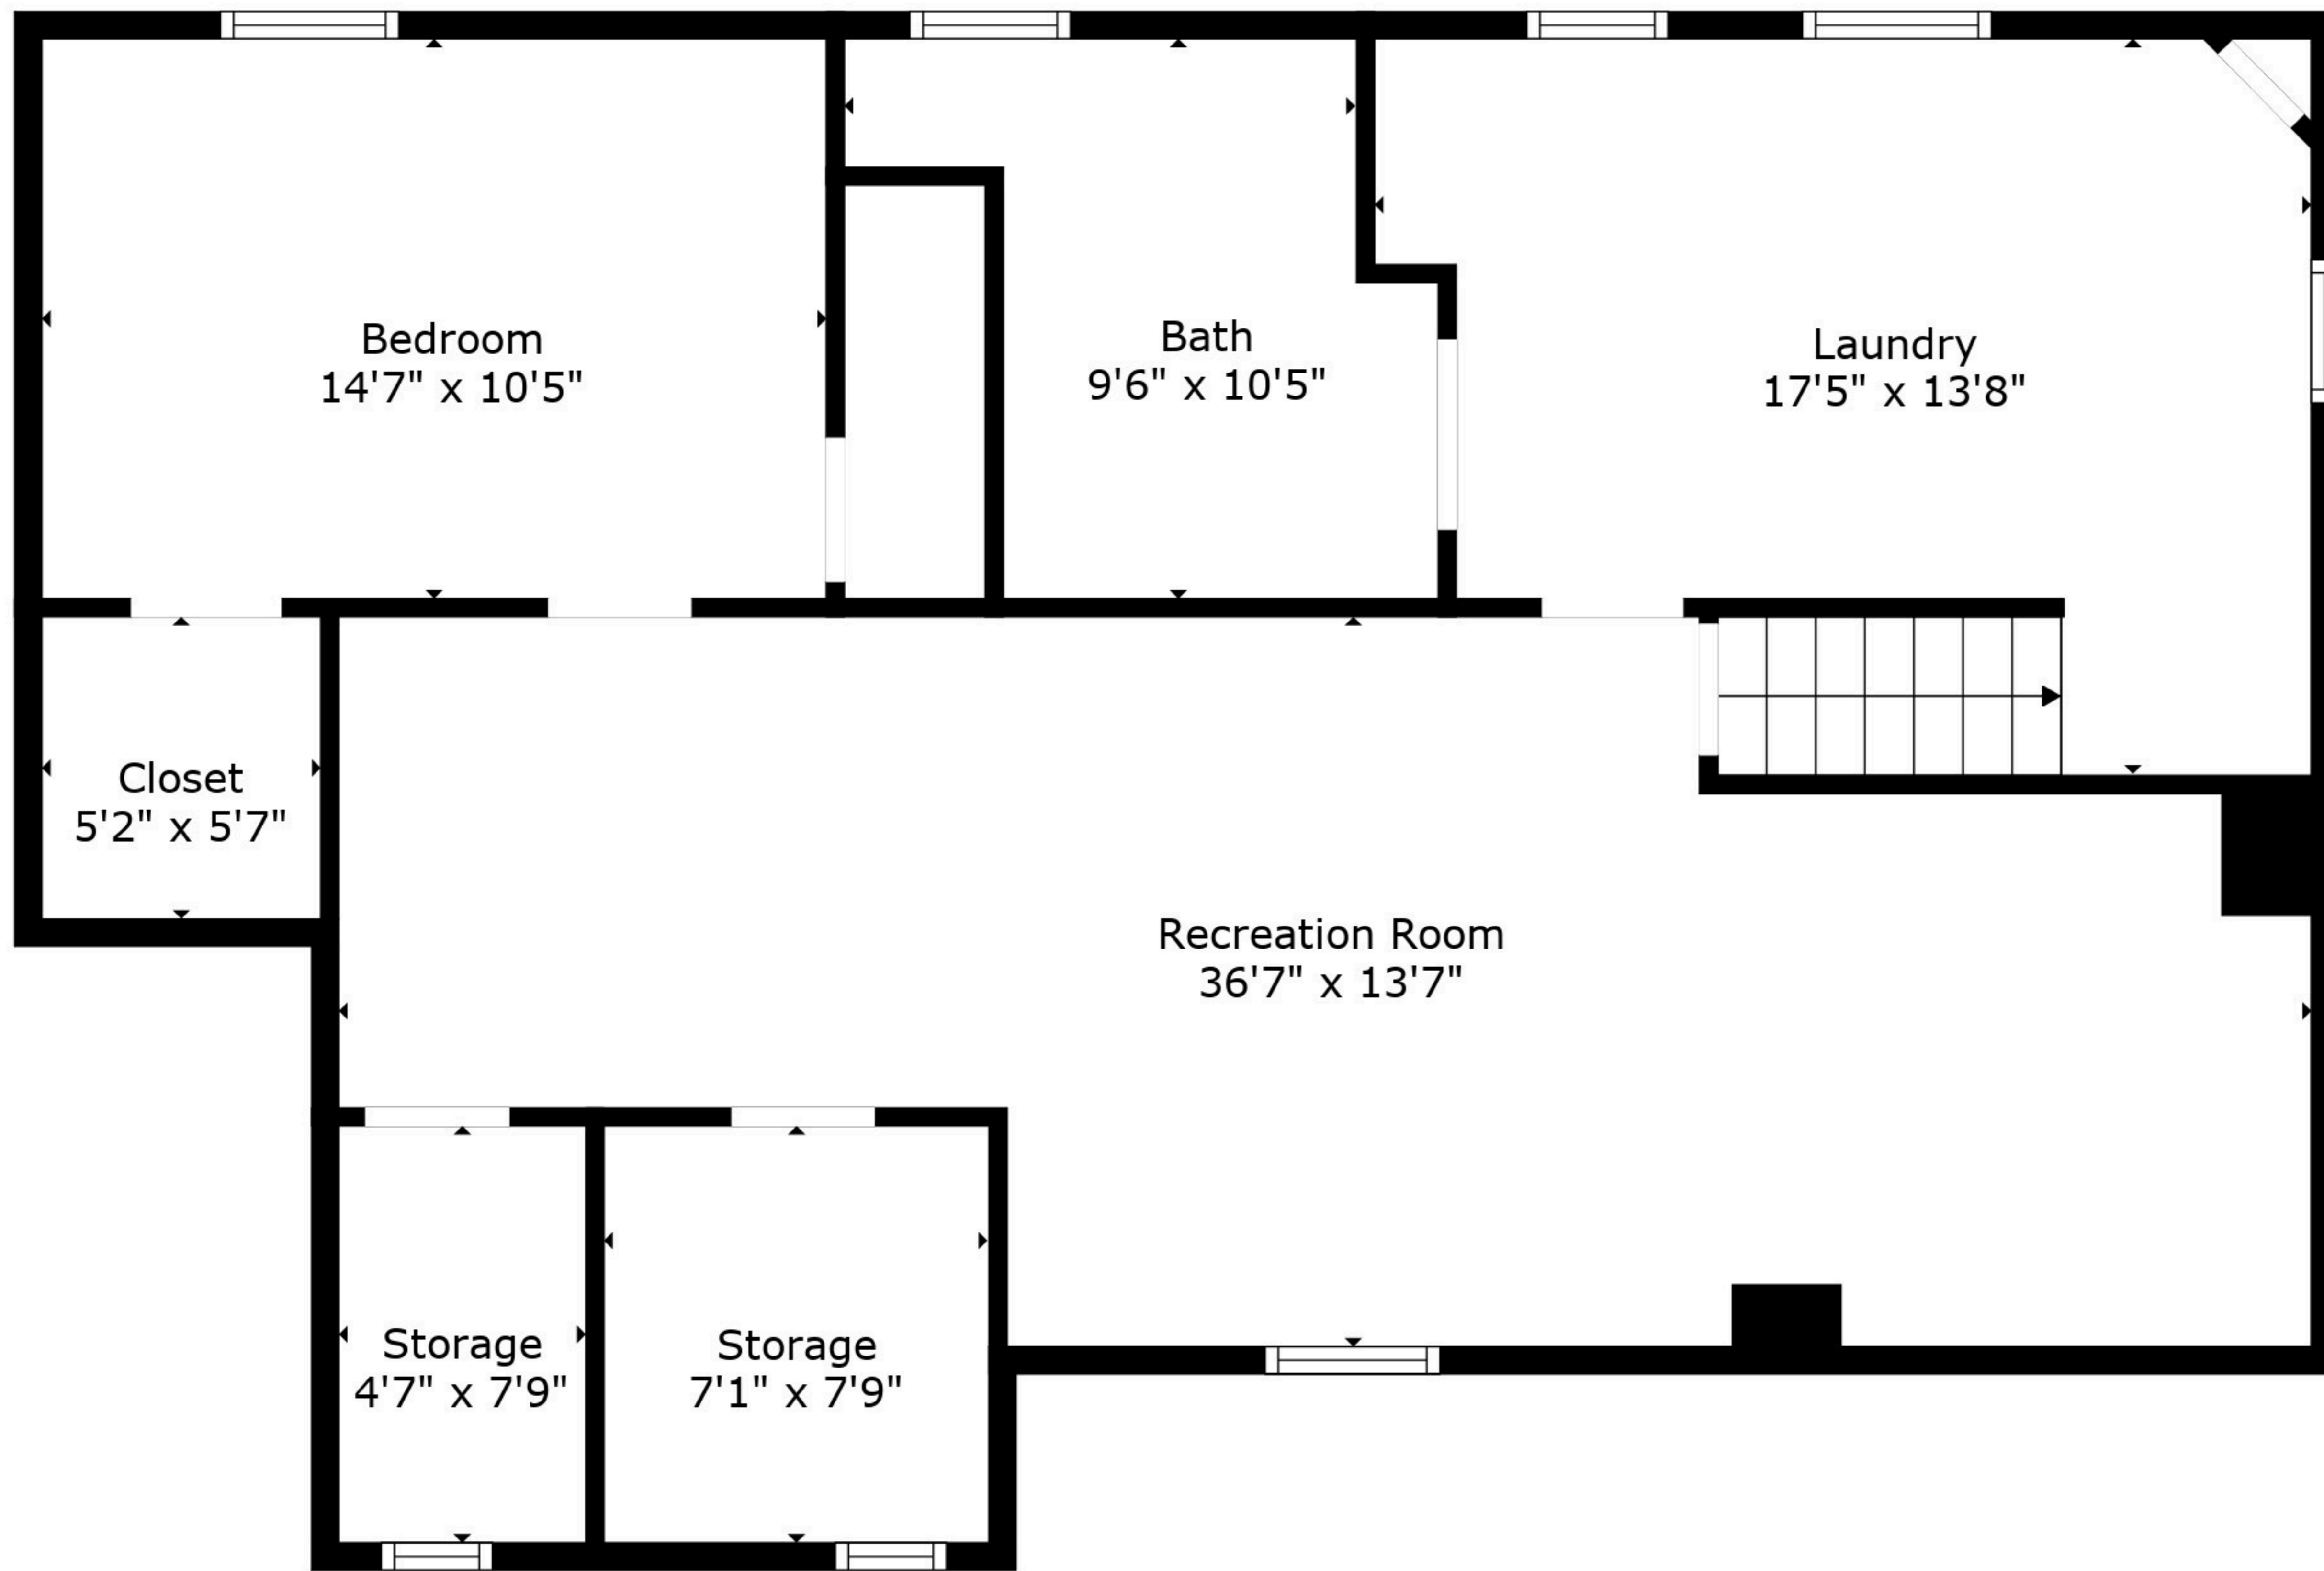 Bedroom
14'7" x 10'5"
Bath
9'6" x 10'5"
Laundry
17'5" x 13'8"
Closet
5'2" x 5'7"
Recreation Room
36'7" x 13'7"
Storage
4'7" x 7'9"
Storage
7'1" x 7'9"